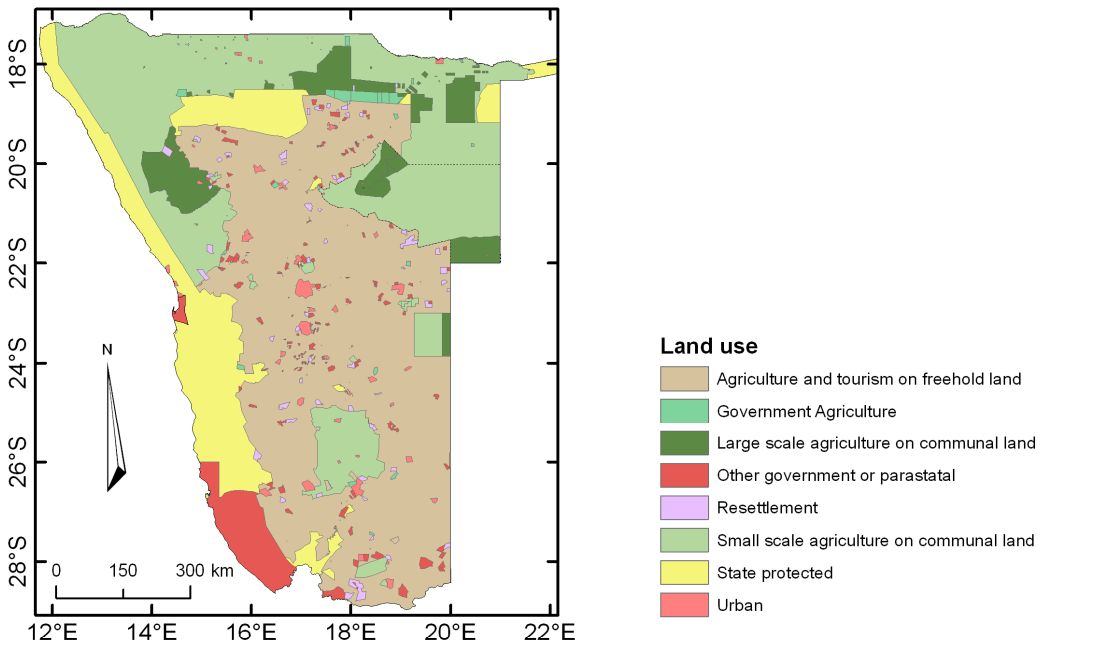 18°S
20°S
22°S
24°S
26°S
28°S
N
0 150 300 km
12°E 14°E 16°E 18°E 20°E 22°E
Land use
Agriculture and tourism on freehold land
Government Agriculture
Large scale agriculture on communal land
Other government or parastatal
Resettlement
Small scale agriculture on communal land
State protected
Urban